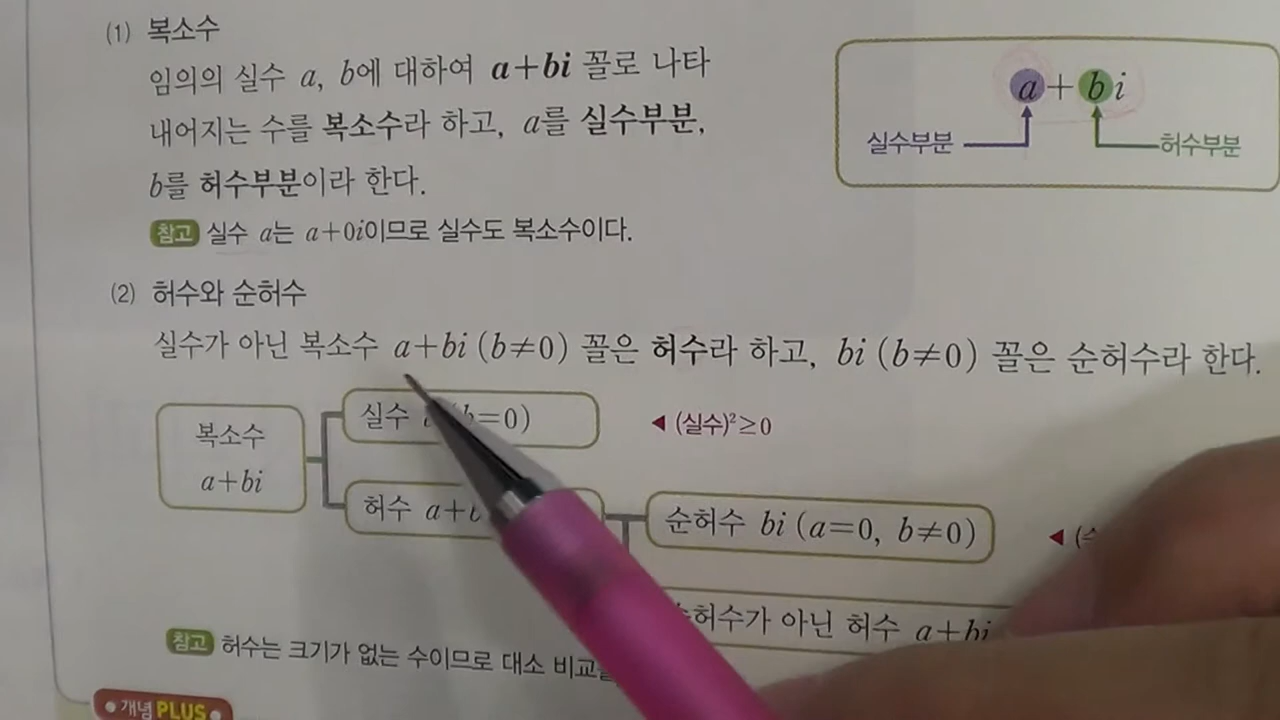 (1) 복소수
임의의 실수 a, b에 대하여 a+bi 꼴로 나타
내어지는 수를 복소수라 하고, a를 실수부분,
b를 허수부분이라 한다.
참고 실수 a는 a+0i이므로 실수도 복소수이다.
a+bi
실수부분 허수부분
(2) 허수와 순허수
실수가 아닌 복소수 a+bi (b≠0) 꼴은 허수라 하고, bi (b≠0) 꼴은 순허수라 한다.
복소수
a+bi
실수 b=0)
◀ (실수)²≥0
허수 a+
순허수 bi (a=0, b≠0)
◀ (
순허수가 아닌 허수 a+bi
참고 허수는 크기가 없는 수이므로 대소 비교
• 개념 PLUS •